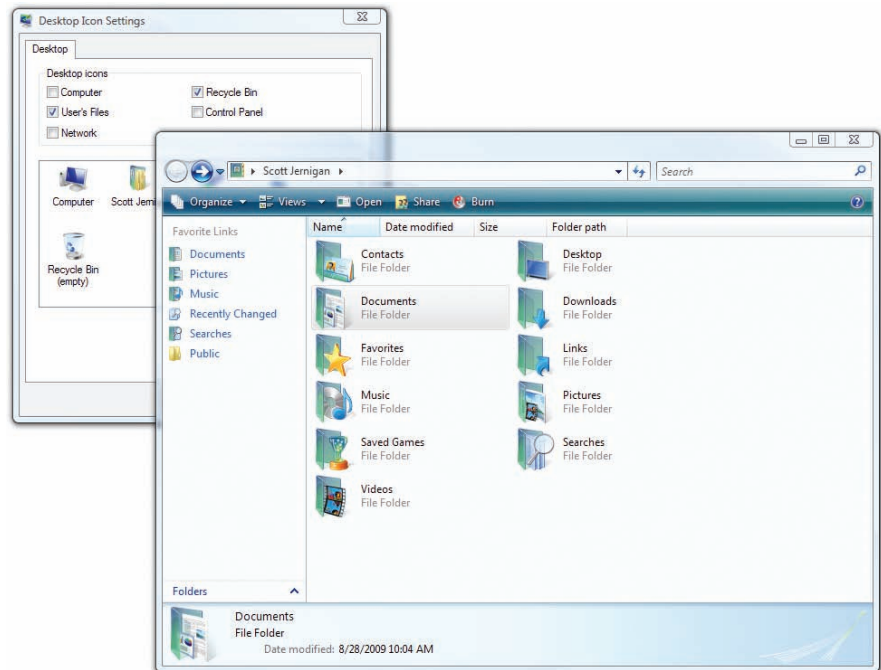 Desktop Icon Settings
Desktop
Desktop icons
Computer
Recycle Bin
User's Files
Control Panel
Network
Computer
Recycle Bin
(empty)
Scott Jernigan
Search
Organize
Views
Open
Share
Burn
Favorite Links
Documents
Pictures
Music
Recently Changed
Searches
Public
Folders
Name
Date modified
Size
Folder path
Contacts
File Folder
Desktop
File Folder
Documents
File Folder
Downloads
File Folder
Favorites
File Folder
Links
File Folder
Music
File Folder
Pictures
File Folder
Saved Games
File Folder
Searches
File Folder
Videos
File Folder
Documents
File Folder
Date modified: 8/28/2009 10:04 AM